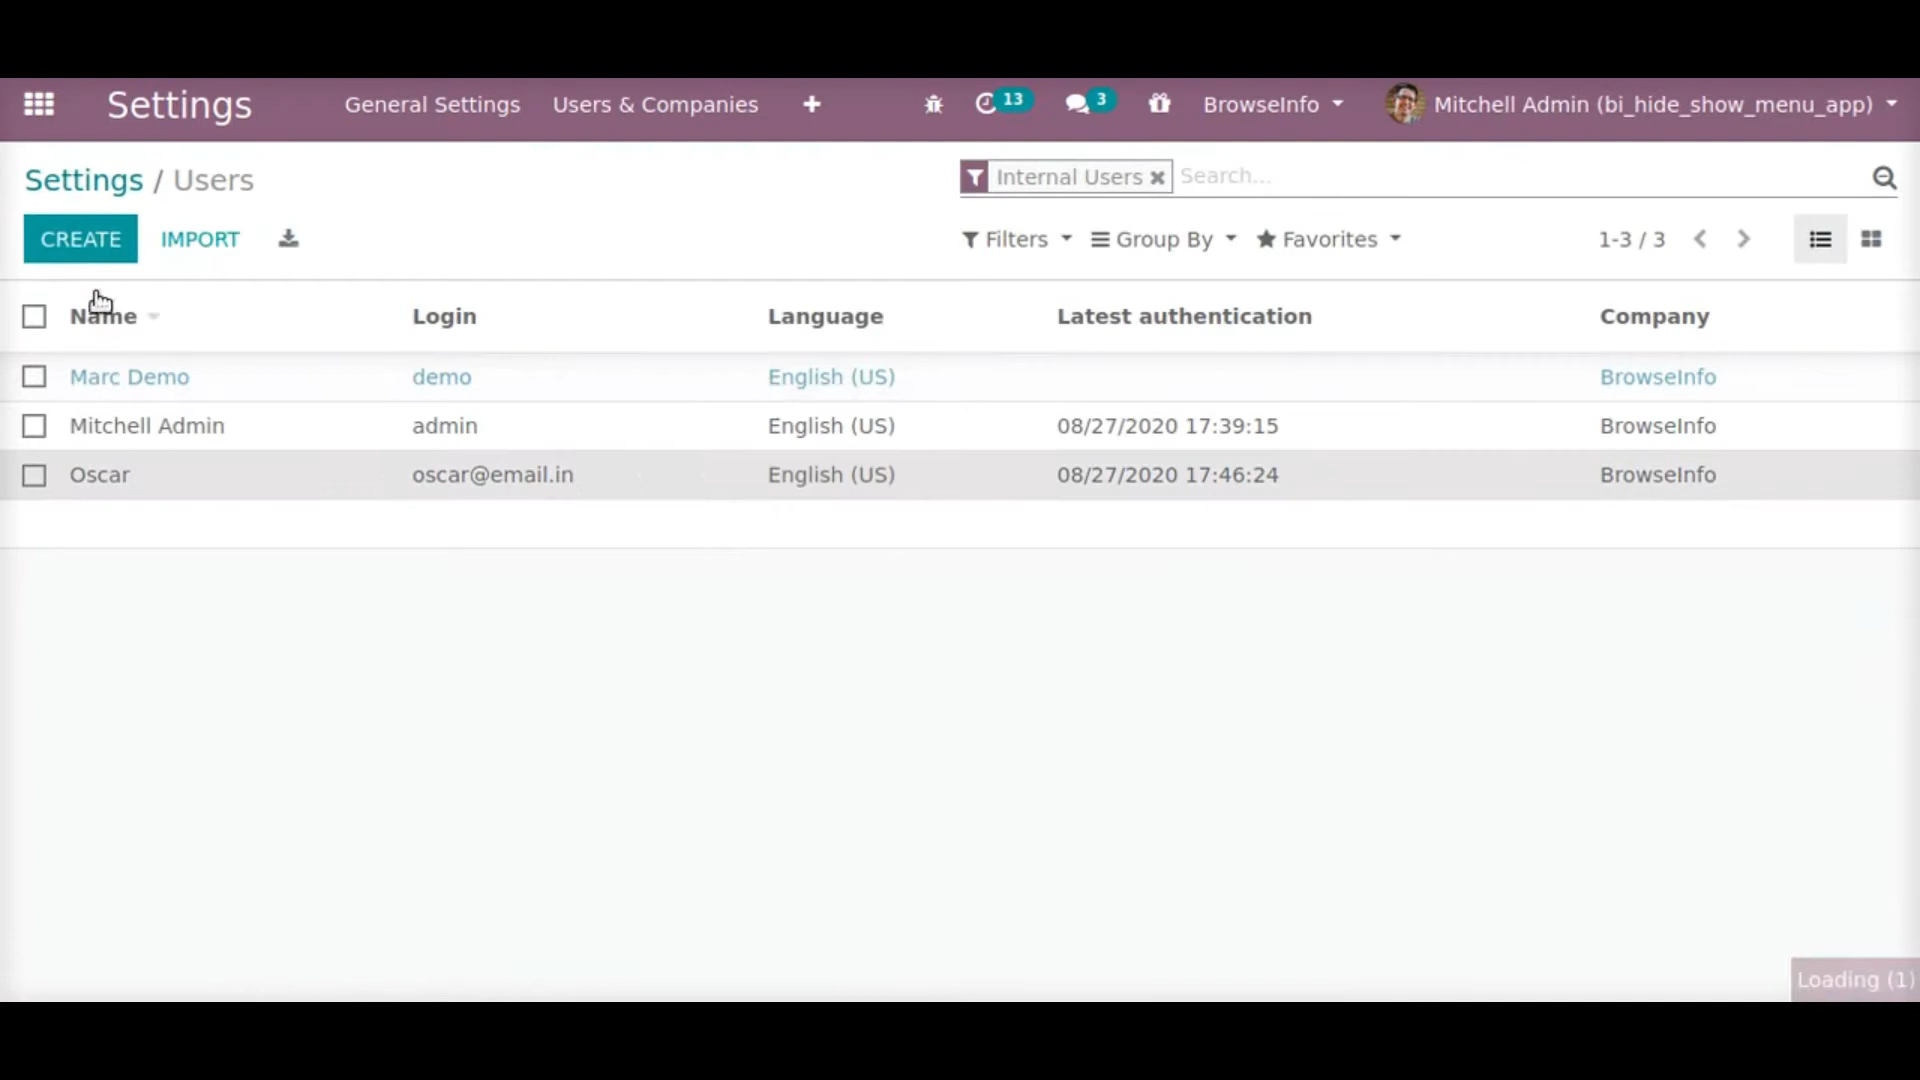 Settings General Settings Users & Companies 13 3 BrowseInfo Mitchell Admin (bi_hide_show_menu_app)
Settings / Users Internal Users Search...
CREATE IMPORT Filters Group By Favorites 1-3 / 3
Name Login Language Latest authentication Company
Marc Demo demo English (US) BrowseInfo
Mitchell Admin admin English (US) 08/27/2020 17:39:15 BrowseInfo
Oscar oscar@email.in English (US) 08/27/2020 17:46:24 BrowseInfo
Loading (1)